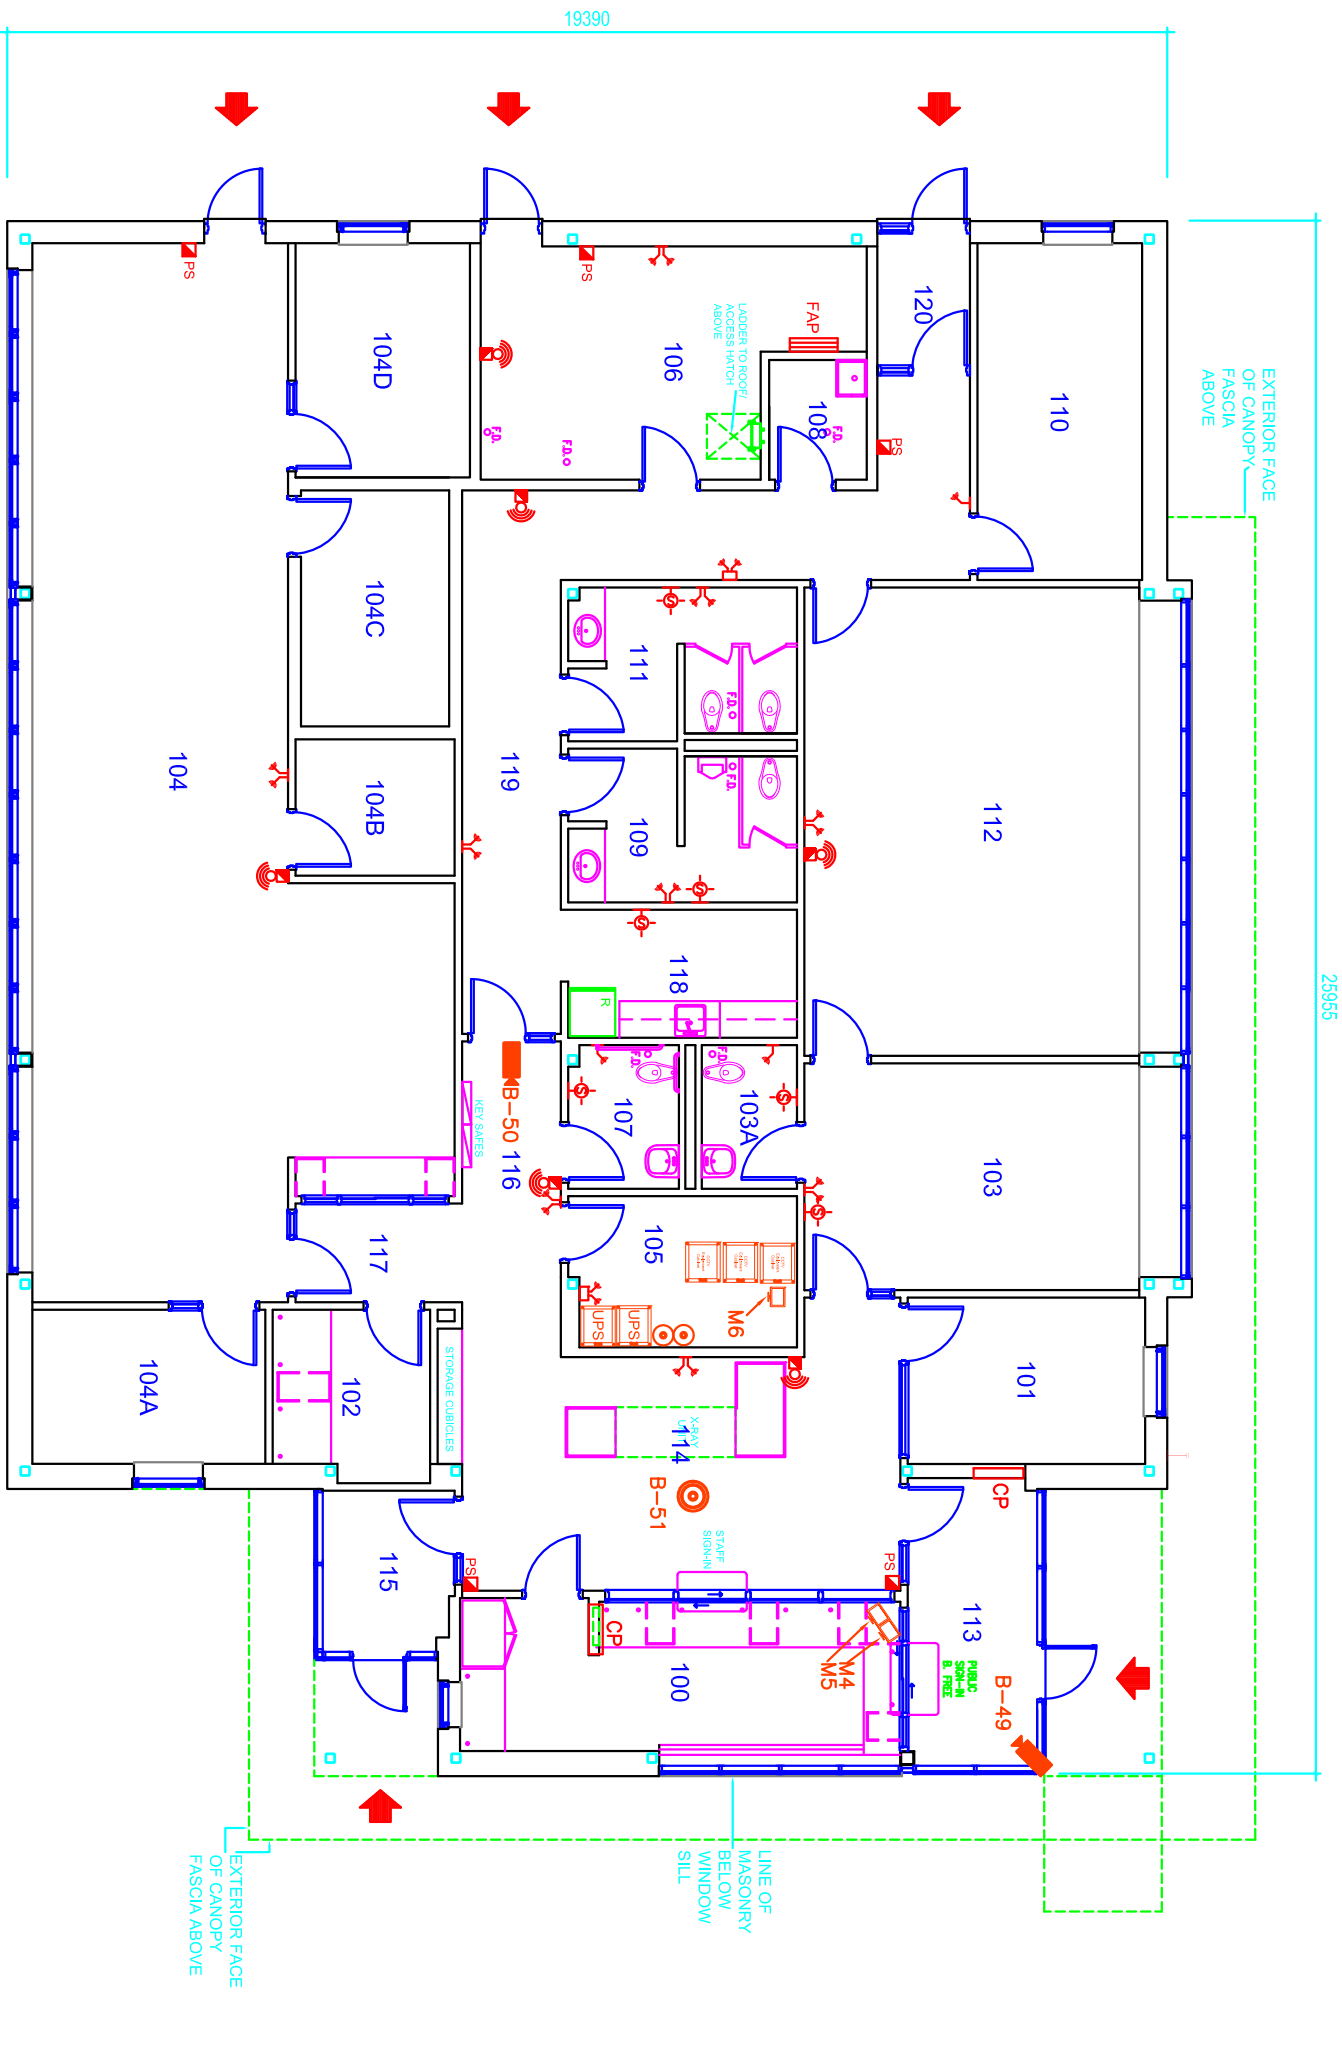 19390
25955
EXTERIOR FACE
OF CANOPY
FASCIA
ABOVE
PS
PS
FAP
LADDER TO ROOF/
ACCESS HATCH
ABOVE
120
110
104D
106
108
F.D.
F.D.
F.D.
PS
104C
111
F.D.
S
104
104B
119
109
F.D.
112
S
S
118
R
F.D.
F.D.
S
S
B-50
KEY SAFES
116
107
103A
103
S
117
105
UPS
UPS
M6
104A
102
STORAGE CUBICLES
X-RAY
UNIT
114
101
B-51
STAFF
SIGN-IN
CP
PS
PS
115
CP
100
M4
M5
113
PUBLIC
SIGN-IN
B. FREE
B-49
LINE OF
MASONRY
BELOW
WINDOW
SILL
EXTERIOR FACE
OF CANOPY
FASCIA ABOVE